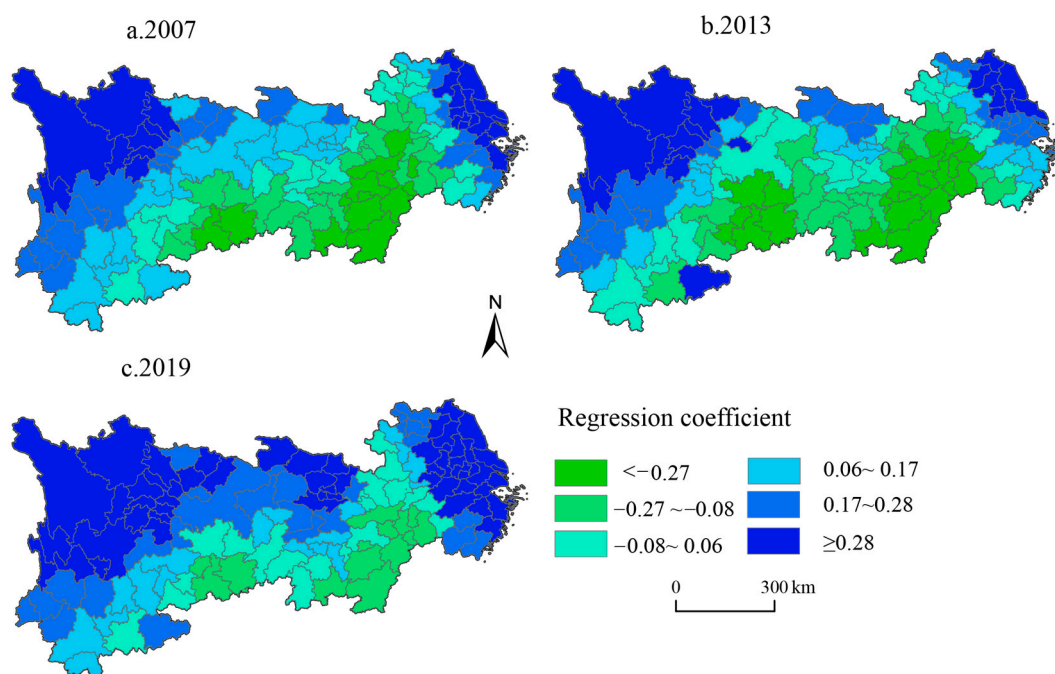 a.2007
b.2013
N
c.2019
Regression coefficient
<−0.27
0.06~ 0.17
−0.27 ~−0.08
0.17~0.28
−0.08~ 0.06
≥0.28
0
300 km